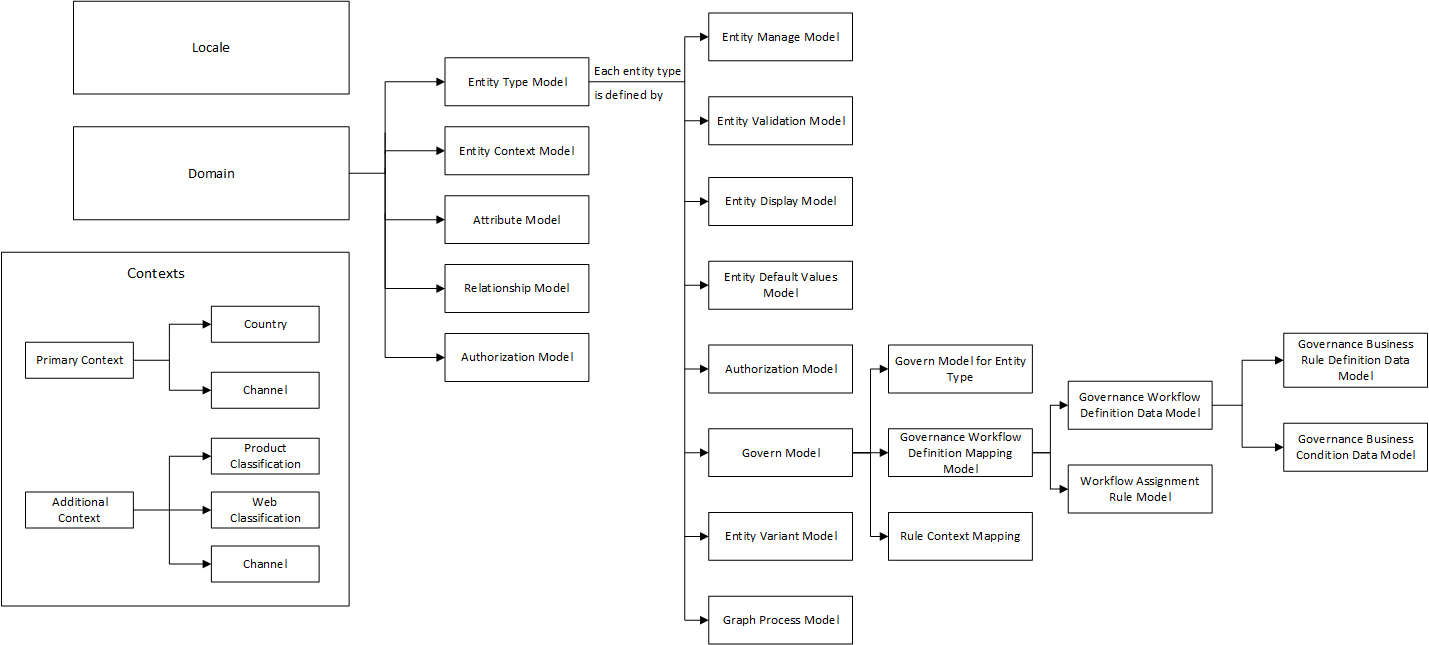 Locale
Domain
Contexts
Primary Context
Country
Channel
Additional
Context
Product
Classification
Web
Classification
Channel
Entity Type Model
Entity Context Model
Attribute Model
Relationship Model
Authorization Model
Each entity type
is defined by
Entity Manage Model
Entity Validation Model
Entity Display Model
Entity Default Values
Model
Authorization Model
Govern Model
Entity Variant Model
Graph Process Model
Govern Model for Entity
Type
Governance Workflow
Definition Mapping
Model
Rule Context Mapping
Governance Workflow
Definition Data Model
Workflow Assignment
Rule Model
Governance Business
Rule Definition Data
Model
Governance Business
Condition Data Model